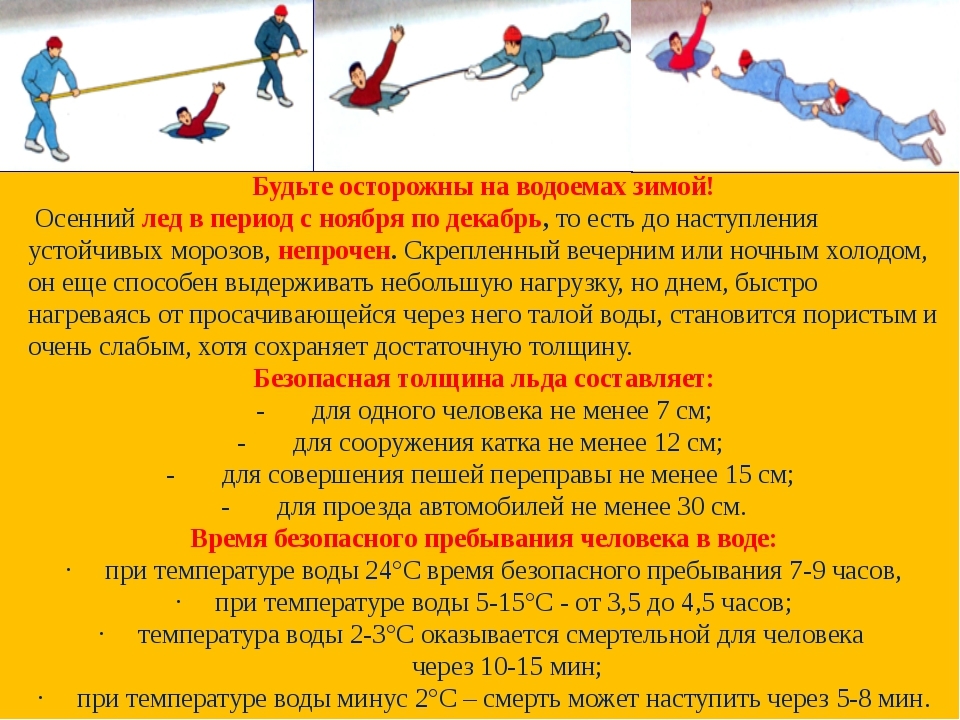 Будьте осторожны на водоемах зимой!
Осенний лед в период с ноября по декабрь, то есть до наступления
устойчивых морозов, непрочен. Скрепленный вечерним или ночным холодом,
он еще способен выдерживать небольшую нагрузку, но днем, быстро
нагреваясь от просачивающейся через него талой воды, становится пористым и
очень слабым, хотя сохраняет достаточную толщину.
Безопасная толщина льда составляет:
- для одного человека не менее 7 см;
- для сооружения катка не менее 12 см;
- для совершения пешей переправы не менее 15 см;
- для проезда автомобилей не менее 30 см.
Время безопасного пребывания человека в воде:
· при температуре воды 24°С время безопасного пребывания 7-9 часов,
· при температуре воды 5-15°С - от 3,5 до 4,5 часов;
· температура воды 2-3°С оказывается смертельной для человека
через 10-15 мин;
· при температуре воды минус 2°С – смерть может наступить через 5-8 мин.